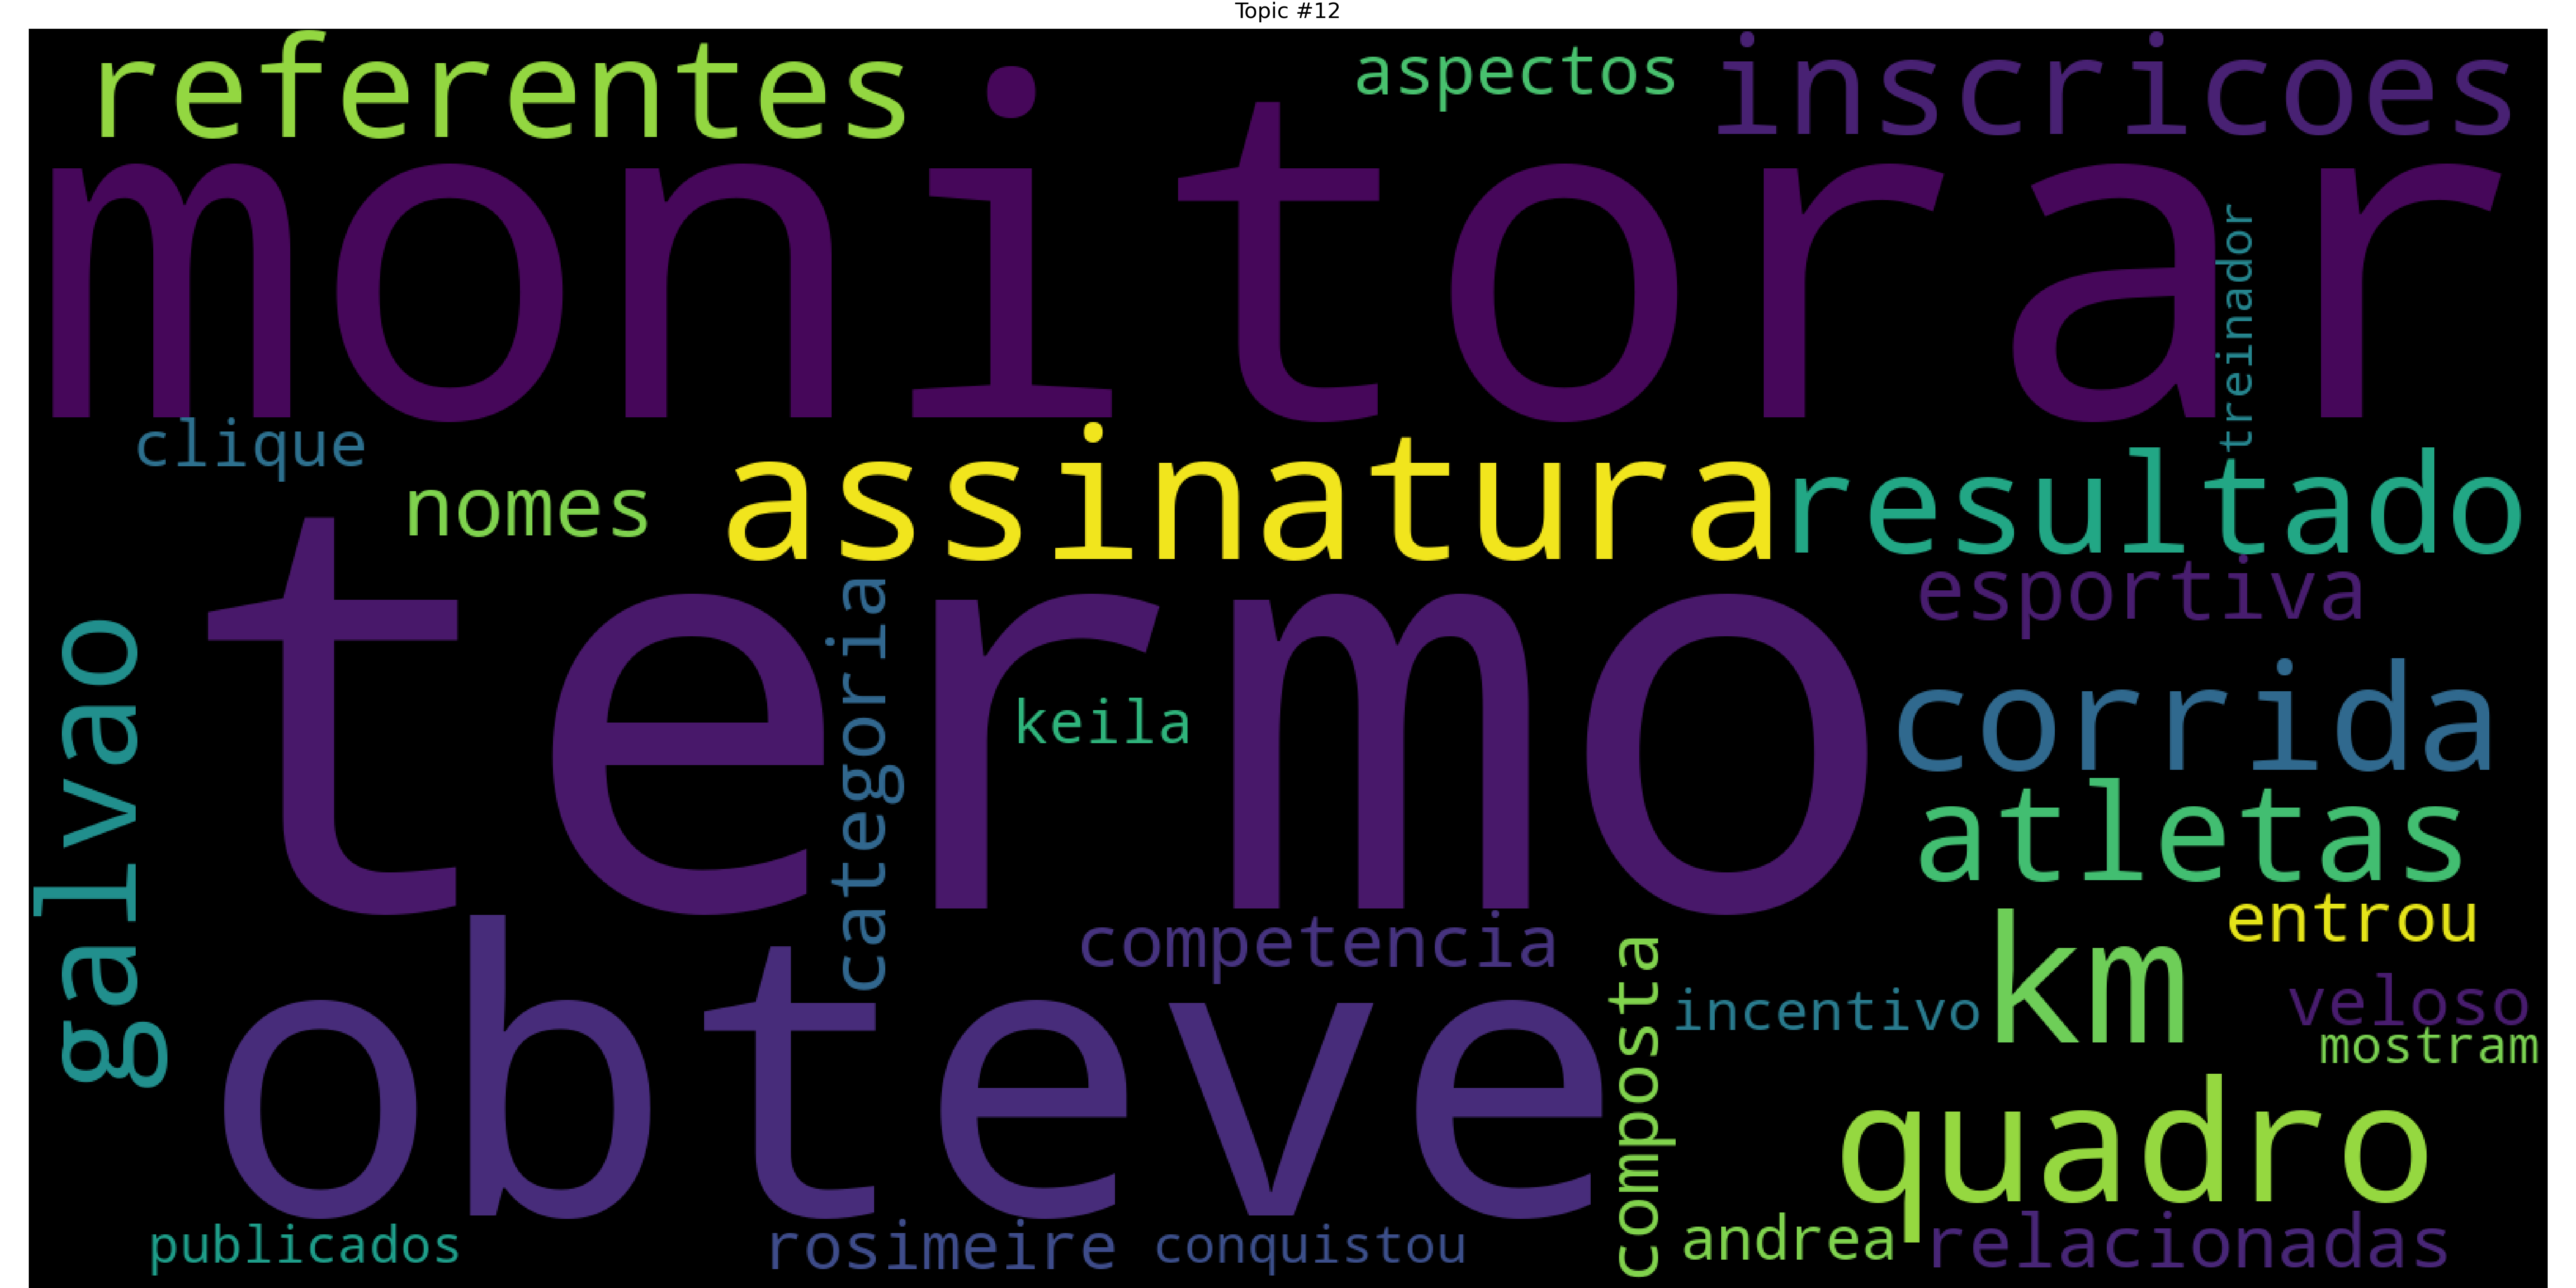 Topic #12
referentes
aspectos
inscricoes
monitorar
treinador
clique
nomes
assinatura
resultado
esportiva
termo
categoria
keila
galvao
corrida
atletas
entrou
competencia
km
obteve
composta
incentivo
veloso
mostram
quadro
publicados
rosimeire
conquistou
andrea
relacionadas